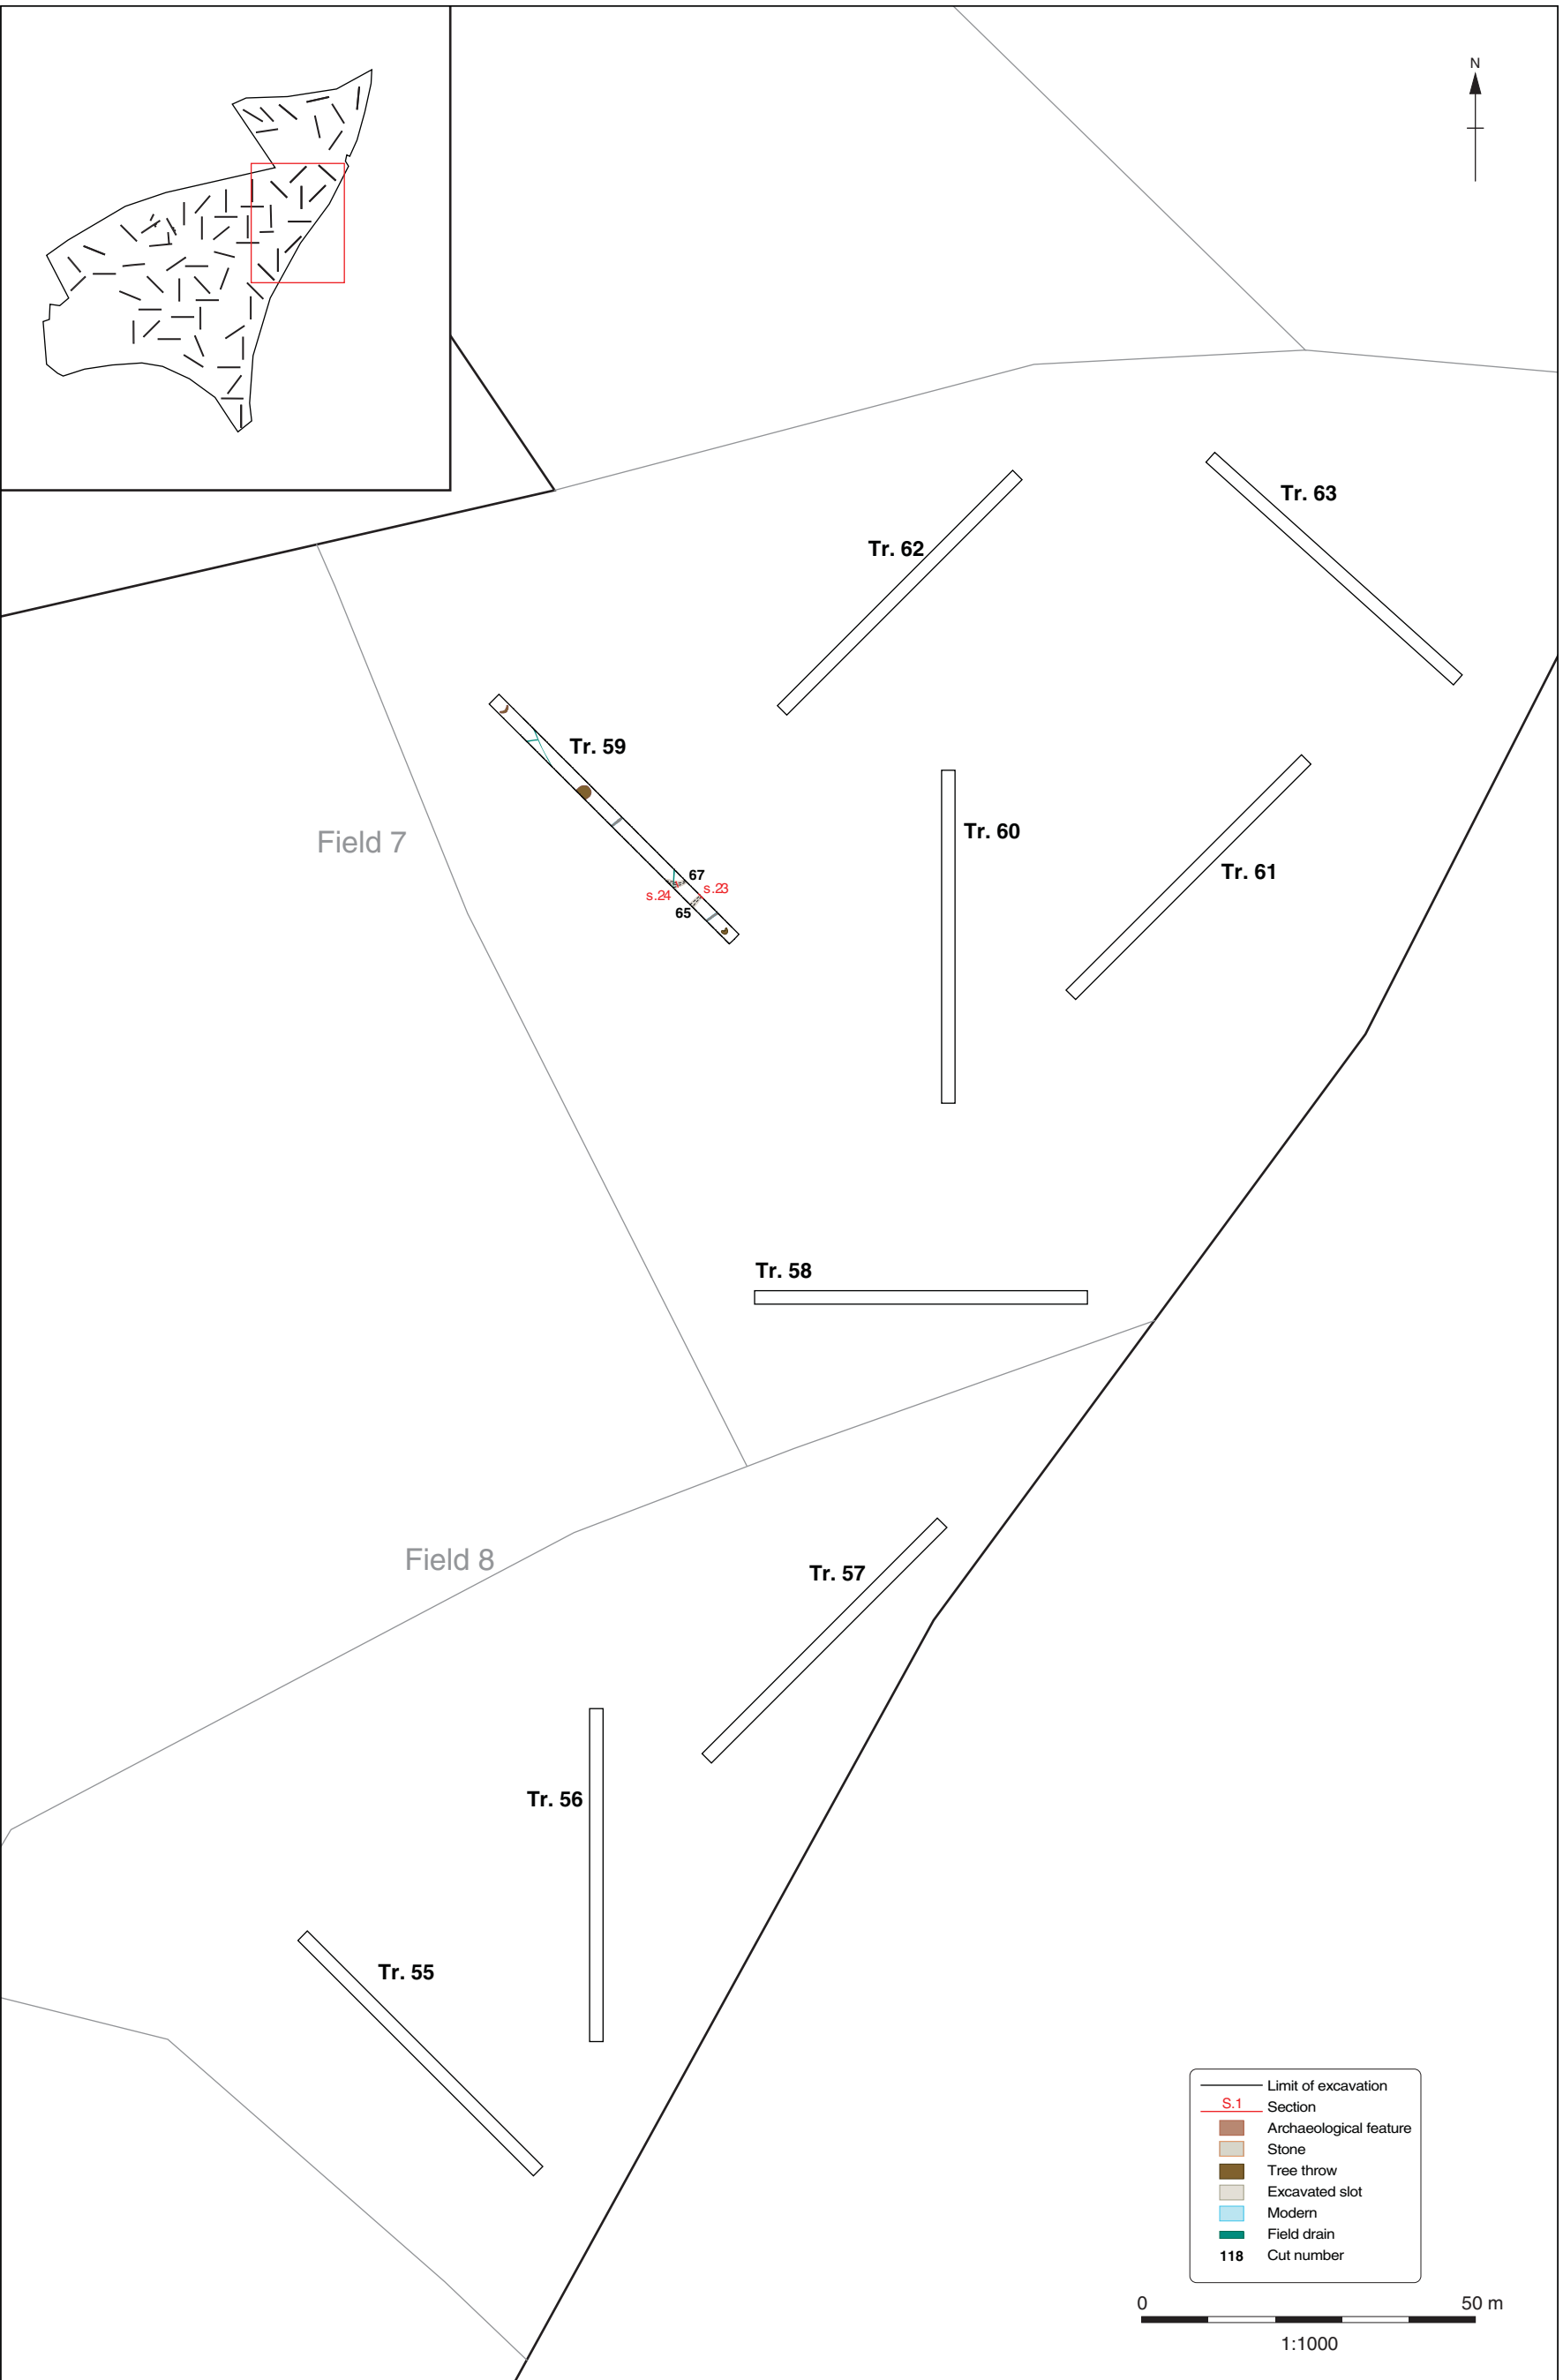 N
Tr. 63
Tr. 62
Tr. 59
Tr. 60
Field 7
Tr. 61
67
s.23
s.24
65
Tr. 58
Field 8
Tr. 57
Tr. 56
Tr. 55
Limit of excavation
S.1 Section
Archaeological feature
Stone
Tree throw
Excavated slot
Modern
Field drain
118 Cut number
0 50 m
1:1000